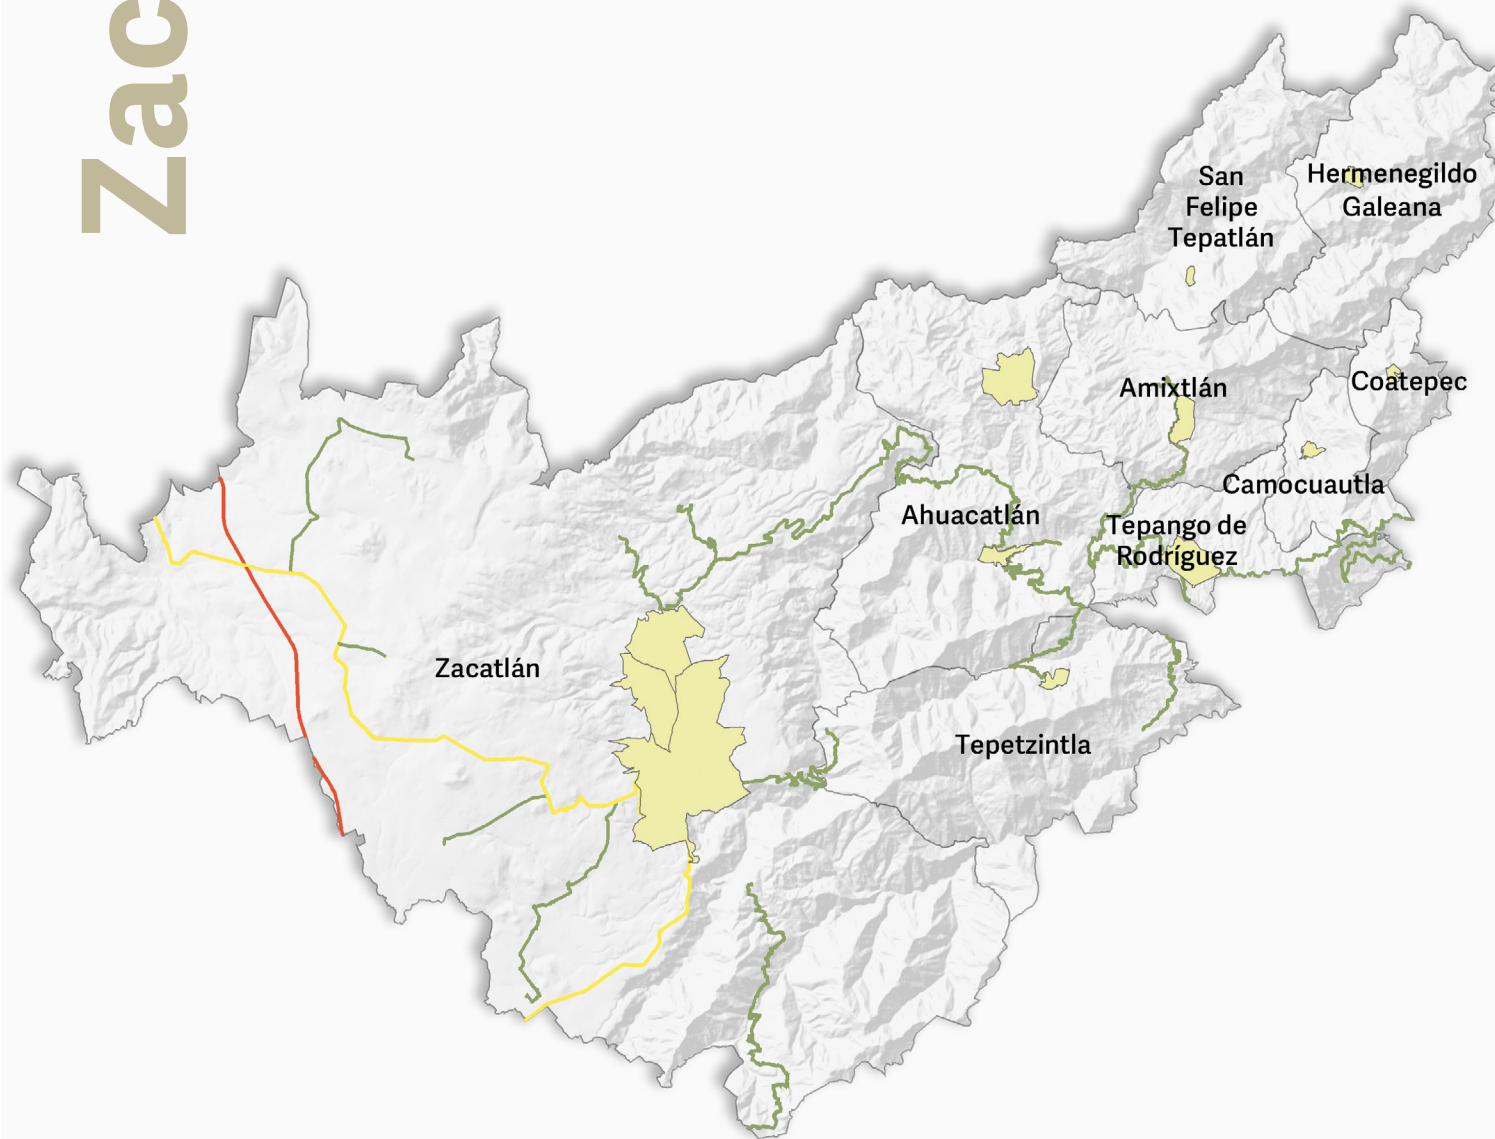 Zac
San
Felipe
Tepatlán
Hermenegildo
Galeana
Amixtlán
Coatepec
Camocuautla
Ahuacatlán
Tepango de
Rodríguez
Zacatlán
Tepetzintla